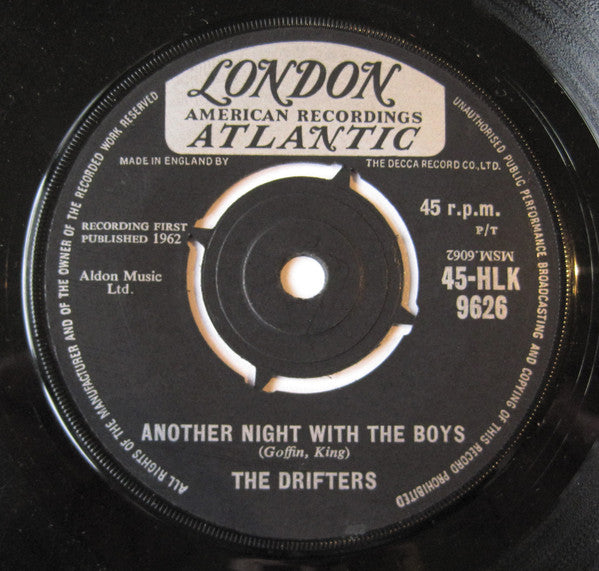 LONDON
AMERICAN RECORDINGS
ATLANTIC
MADE IN ENGLAND BY
THE DECCA RECORD CO., LTD.
RECORDING FIRST
PUBLISHED 1962
45 r.p.m.
P/T
MSM.6062
Aldon Music
Ltd.
45-HLK
9626
ANOTHER NIGHT WITH THE BOYS
(Goffin, King)
THE DRIFTERS
ALL RIGHTS OF THE MANUFACTURER AND OF THE OWNER OF THE RECORDED WORK RESERVED
UNAUTHORISED PUBLIC PERFORMANCE BROADCASTING AND COPYING OF THIS RECORD PROHIBITED